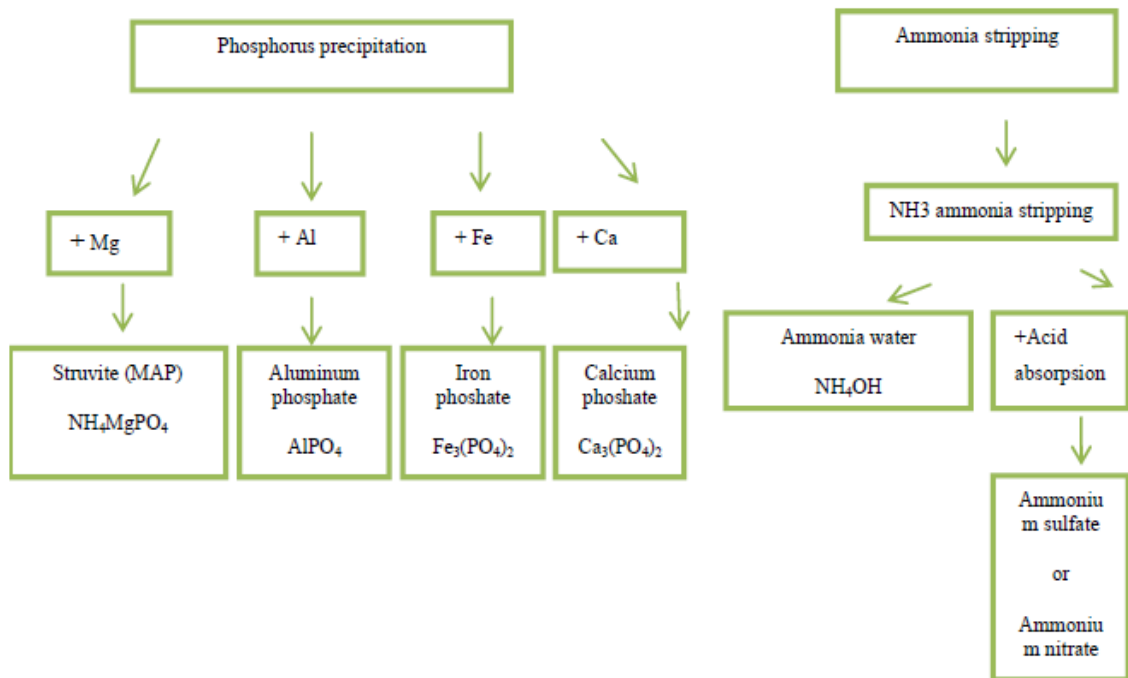 Phosphorus precipitation
Ammonia stripping
+ Mg
+ Al
+ Fe
+ Ca
NH3 ammonia stripping
Struvite (MAP)
NH₄MgPO₄
Aluminum
phosphate
AlPO₄
Iron
phoshate
Fe₃(PO₄)₂
Calcium
phoshate
Ca₃(PO₄)₂
Ammonia water
NH₄OH
+Acid
absorpsion
Ammoniu
m sulfate
or
Ammoniu
m nitrate